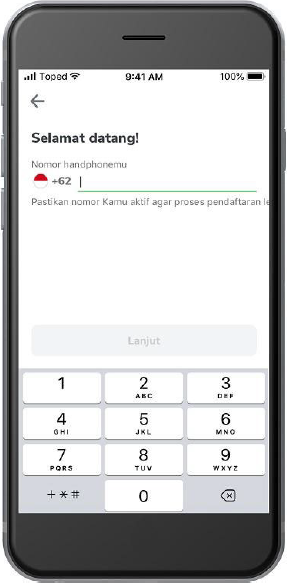 Toped 9:41 AM 100%
Selamat datang!
Nomor handphonemu
+62
Pastikan nomor Kamu aktif agar proses pendaftaran le
Lanjut
1 2 3
ABC DEF
4 5 6
GHI JKL MNO
7 8 9
PQRS TUV WXYZ
+*# 0